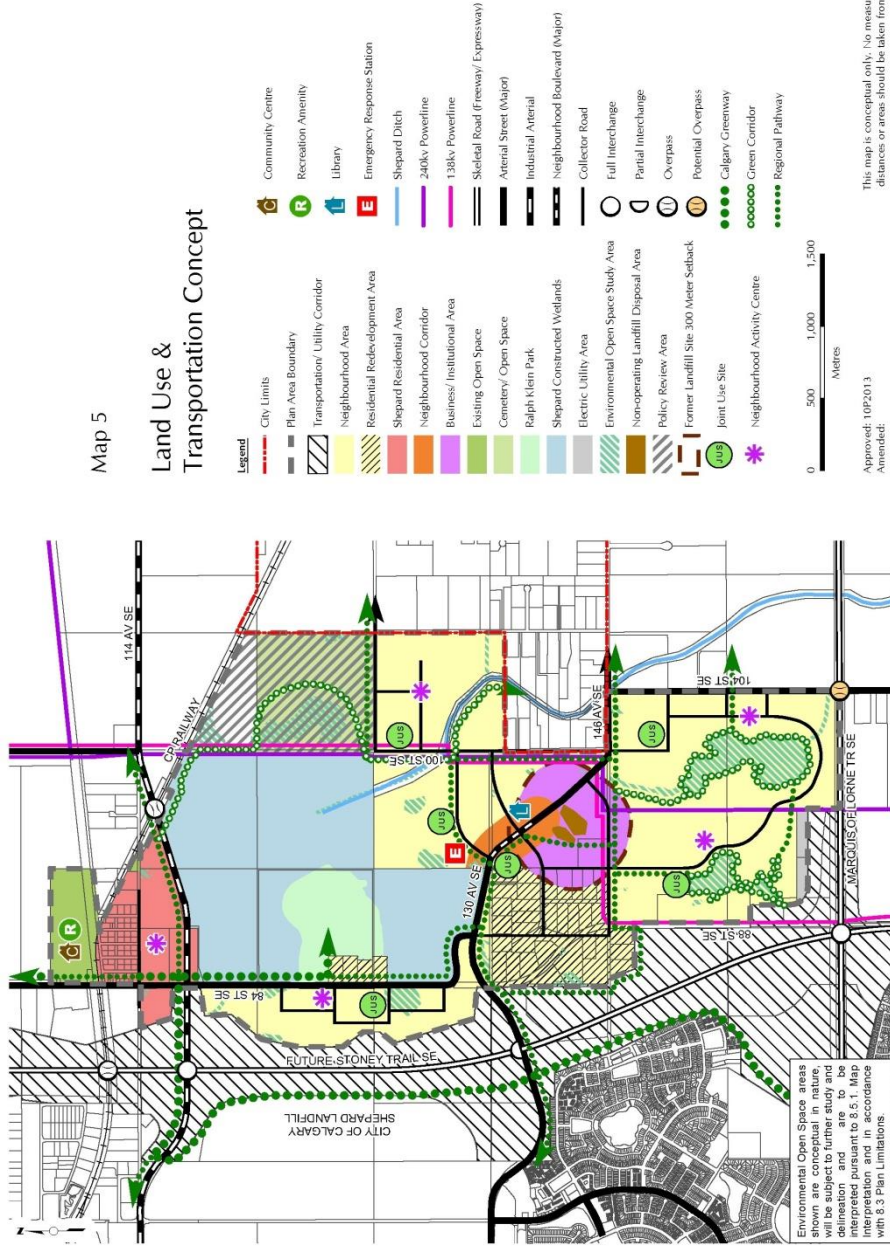 Map 5
Land Use &
Transportation Concept
Legend
City Limits
Plan Area Boundary
Transportation/ Utility Corridor
Neighbourhood Area
Residential Redevelopment Area
Shepard Residential Area
Neighbourhood Corridor
Business/ Institutional Area
Existing Open Space
Cemetery/ Open Space
Ralph Klein Park
Shepard Constructed Wetlands
Electric Utility Area
Environmental Open Space Study Area
Non-operating Landfill Disposal Area
Policy Review Area
Former Landfill Site 300 Meter Setback
JUS Joint Use Site
Neighbourhood Activity Centre
C Community Centre
R Recreation Amenity
L Library
E Emergency Response Station
Shepard Ditch
240kv Powerline
138kv Powerline
Skeletal Road (Freeway/ Expressway)
Arterial Street (Major)
Industrial Arterial
Neighbourhood Boulevard (Major)
Collector Road
Full Interchange
Partial Interchange
Overpass
Potential Overpass
Calgary Greenway
Green Corridor
Regional Pathway
0 500 1,000 1,500
Metres
Approved: 10P2013
Amended:
This map is conceptual only. No measu
distances or areas should be taken from
114 AV SE
CP RAILWAY
C
R
84 ST SE
FUTURE STONEY TRAIL SE
CITY OF CALGARY
SHEPARD LANDFILL
100 ST SE
130 AV SE
146 AV SE
104 ST SE
88 ST SE
MARQUIS OF LORNE TR SE
E
L
JUS
JUS
JUS
JUS
JUS
JUS
Environmental Open Space areas
shown are conceptual in nature,
will be subject to further study and
delineation and are to be
interpreted pursuant to 8.5.1. Map
Interpretation and in accordance
with 8.3 Plan Limitations.